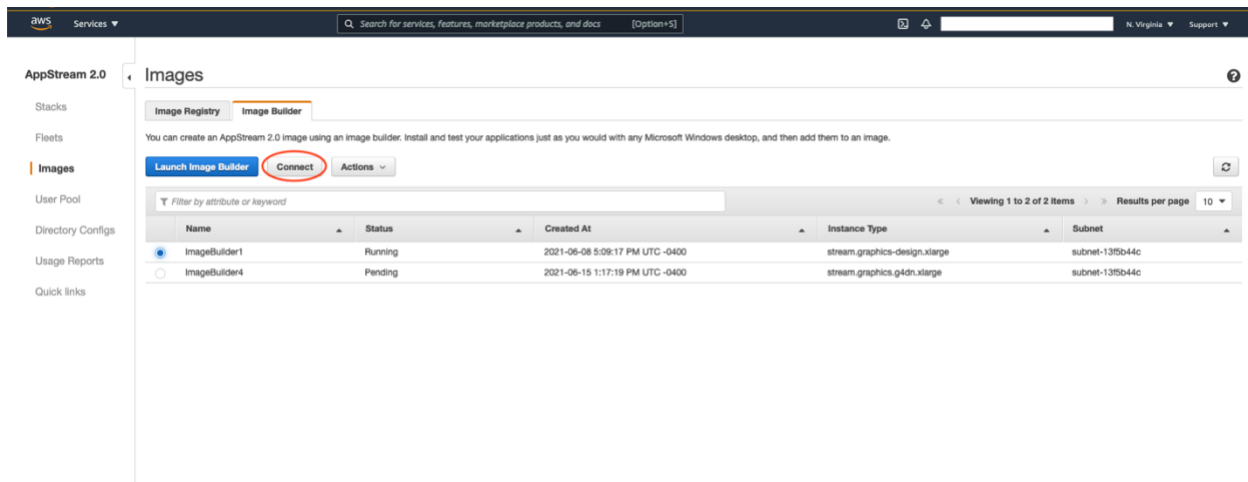 aws Services Search for services, features, marketplace products, and docs [Option+S] N. Virginia Support
AppStream 2.0
Stacks
Fleets
Images
User Pool
Directory Configs
Usage Reports
Quick links
Images
Image Registry Image Builder
You can create an AppStream 2.0 image using an image builder. Install and test your applications just as you would with any Microsoft Windows desktop, and then add them to an image.
Launch Image Builder Connect Actions
Filter by attribute or keyword « < Viewing 1 to 2 of 2 Items > » Results per page 10
Name Status Created At Instance Type Subnet
ImageBuilder1 Running 2021-06-08 5:09:17 PM UTC -0400 stream.graphics-design.xlarge subnet-13f5b44c
ImageBuilder4 Pending 2021-06-15 1:17:19 PM UTC -0400 stream.graphics.g4dn.xlarge subnet-13f5b44c